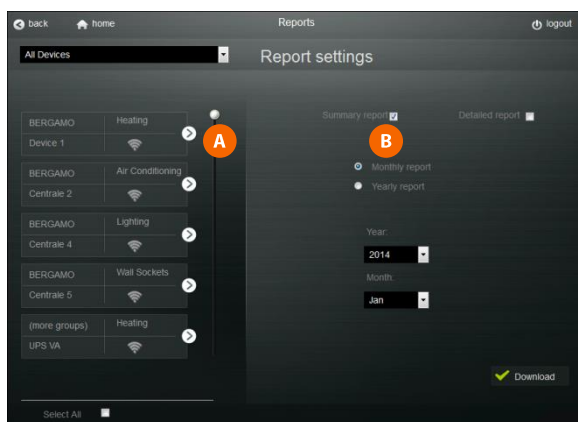 back home Reports logout
All Devices
Report settings
BERGAMO Heating
Device 1
A
Summary report Detailed report
B
BERGAMO Air Conditioning
Centrale 2
Monthly report
Yearly report
BERGAMO Lighting
Centrale 4
Year:
2014
BERGAMO Wall Sockets
Centrale 5
Month:
Jan
(more groups) Heating
UPS VA
Download
Select All